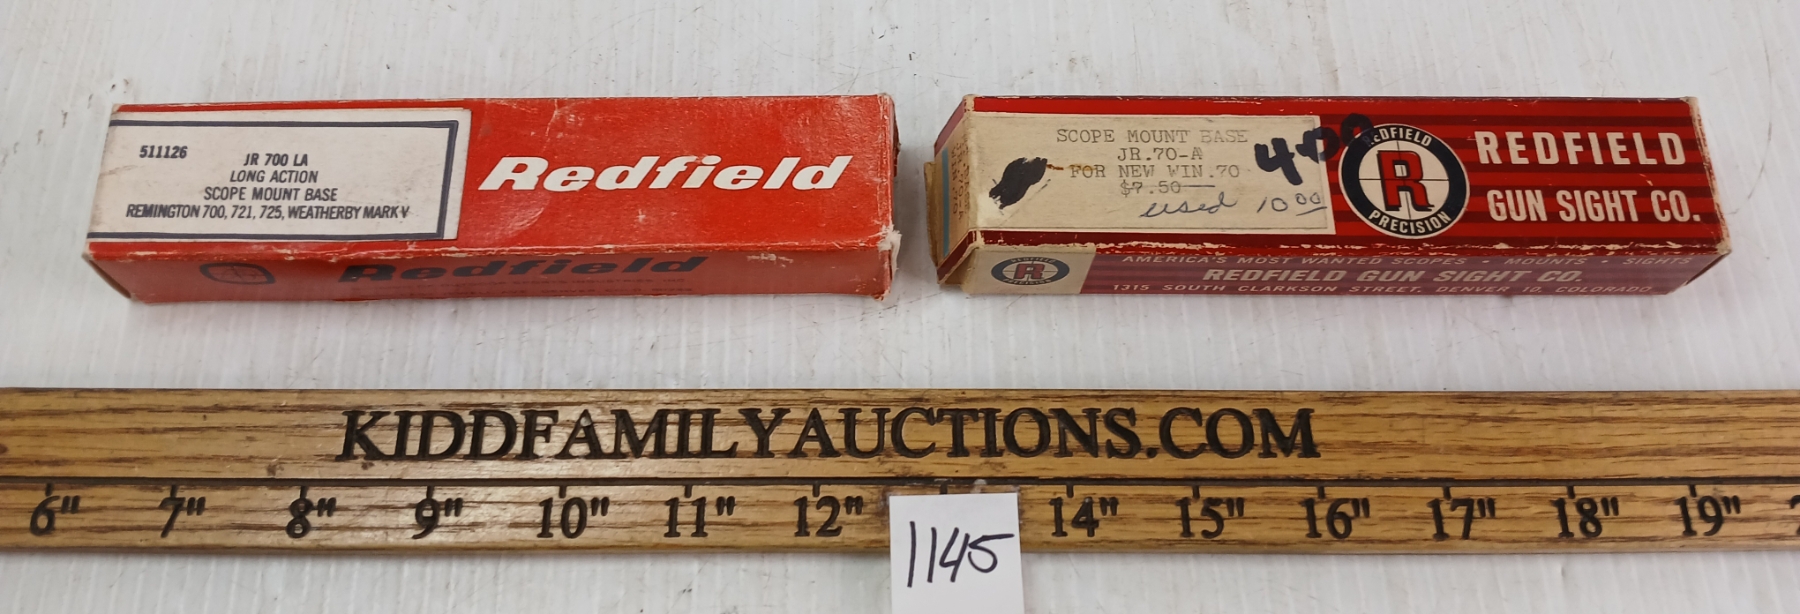 511126
JR 700 LA
LONG ACTION
SCOPE MOUNT BASE
REMINGTON 700, 721, 725, WEATHERBY MARK V
Redfield
Redfield
SCOPE MOUNT BASE
JR.70-A
FOR NEW WIN.70
$7.50
used 10.00
REDFIELD
R
PRECISION
REDFIELD
GUN SIGHT CO.
REDFIELD
R
PRECISION
AMERICA'S MOST WANTED SCOPES • MOUNTS • SIGHTS
REDFIELD GUN SIGHT CO.
1315 SOUTH CLARKSON STREET, DENVER 10, COLORADO
KIDDFAMILYAUCTIONS.COM
6" 7" 8" 9" 10" 11" 12" 14" 15" 16" 17" 18" 19"
1145